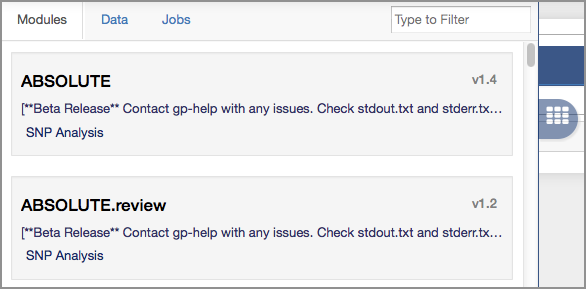 Modules Data Jobs Type to Filter
ABSOLUTE v1.4
[**Beta Release** Contact gp-help with any issues. Check stdout.txt and stderr.tx...
SNP Analysis
ABSOLUTE.review v1.2
[**Beta Release** Contact gp-help with any issues. Check stdout.txt and stderr.tx...
SNP Analysis